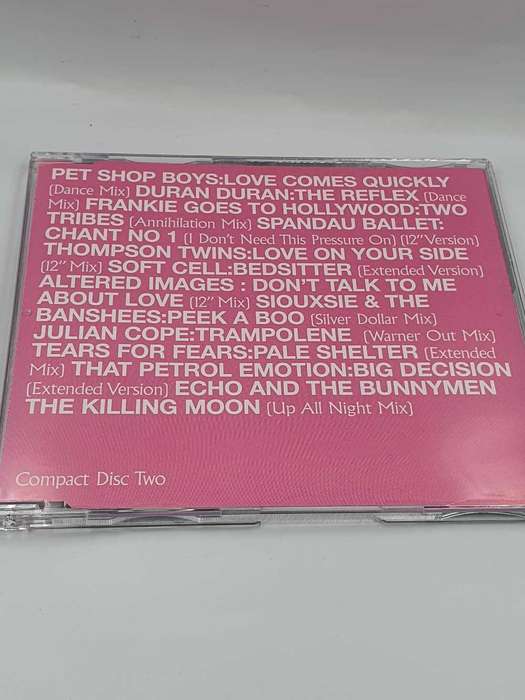 PET SHOP BOYS:LOVE COMES QUICKLY
(Dance Mix) DURAN DURAN:THE REFLEX (Dance
Mix) FRANKIE GOES TO HOLLYWOOD:TWO
TRIBES (Annihilation Mix) SPANDAU BALLET:
CHANT NO 1 (I Don't Need This Pressure On) (12" Version)
THOMPSON TWINS:LOVE ON YOUR SIDE
(12" Mix) SOFT CELL:BEDSITTER (Extended Version)
ALTERED IMAGES : DON'T TALK TO ME
ABOUT LOVE (12" Mix) SIOUXSIE & THE
BANSHEES:PEEK A BOO (Silver Dollar Mix)
JULIAN COPE:TRAMPOLENE (Warner Out Mix)
TEARS FOR FEARS:PALE SHELTER (Extended
Mix) THAT PETROL EMOTION:BIG DECISION
(Extended Version) ECHO AND THE BUNNYMEN
THE KILLING MOON (Up All Night Mix)
Compact Disc Two